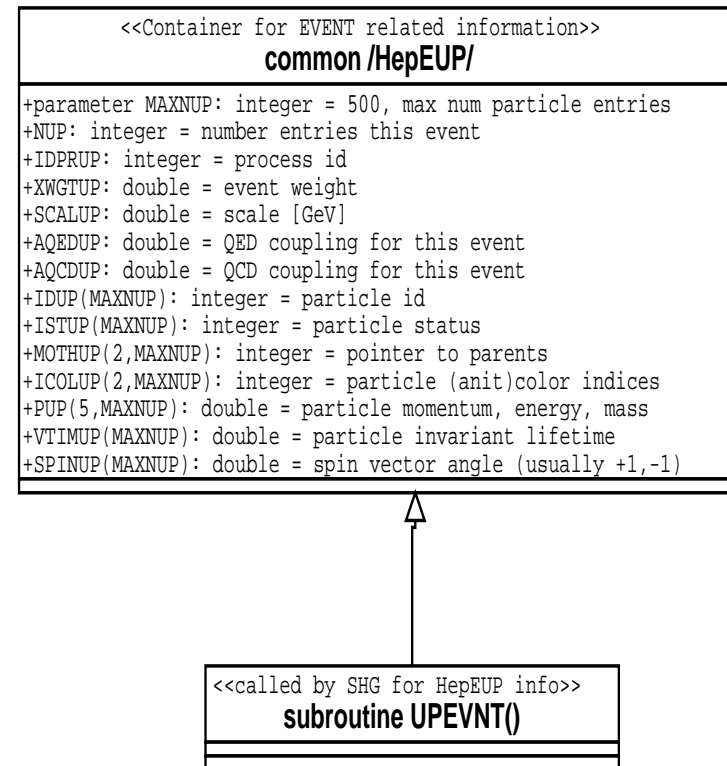 <<Container for EVENT related information>>
common /HepEUP/
+parameter MAXNUP: integer = 500, max num particle entries
+NUP: integer = number entries this event
+IDPRUP: integer = process id
+XWGTUP: double = event weight
+SCALUP: double = scale [GeV]
+AQEDUP: double = QED coupling for this event
+AQCDUP: double = QCD coupling for this event
+IDUP(MAXNUP): integer = particle id
+ISTUP(MAXNUP): integer = particle status
+MOTHUP(2,MAXNUP): integer = pointer to parents
+ICOLUP(2,MAXNUP): integer = particle (anit)color indices
+PUP(5,MAXNUP): double = particle momentum, energy, mass
+VTIMUP(MAXNUP): double = particle invariant lifetime
+SPINUP(MAXNUP): double = spin vector angle (usually +1,-1)
<<called by SHG for HepEUP info>>
subroutine UPEVNT()